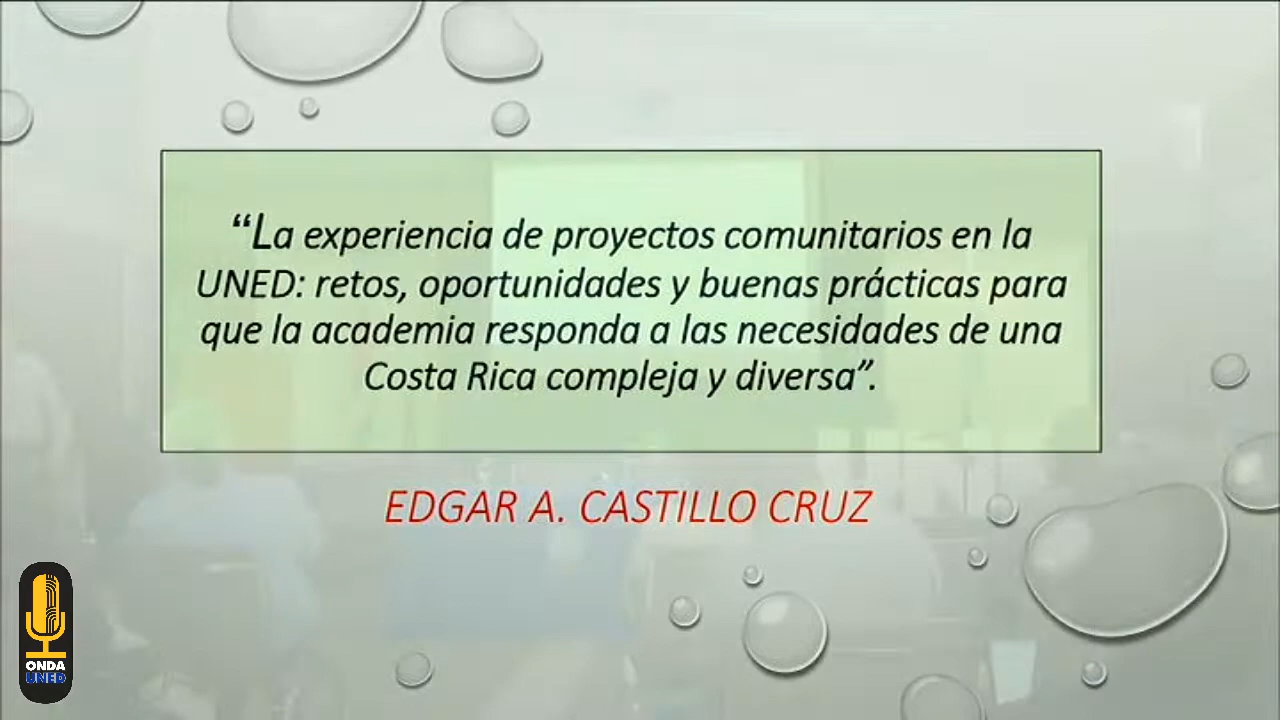 “La experiencia de proyectos comunitarios en la
UNED: retos, oportunidades y buenas prácticas para
que la academia responda a las necesidades de una
Costa Rica compleja y diversa”.
EDGAR A. CASTILLO CRUZ
ONDA
UNED